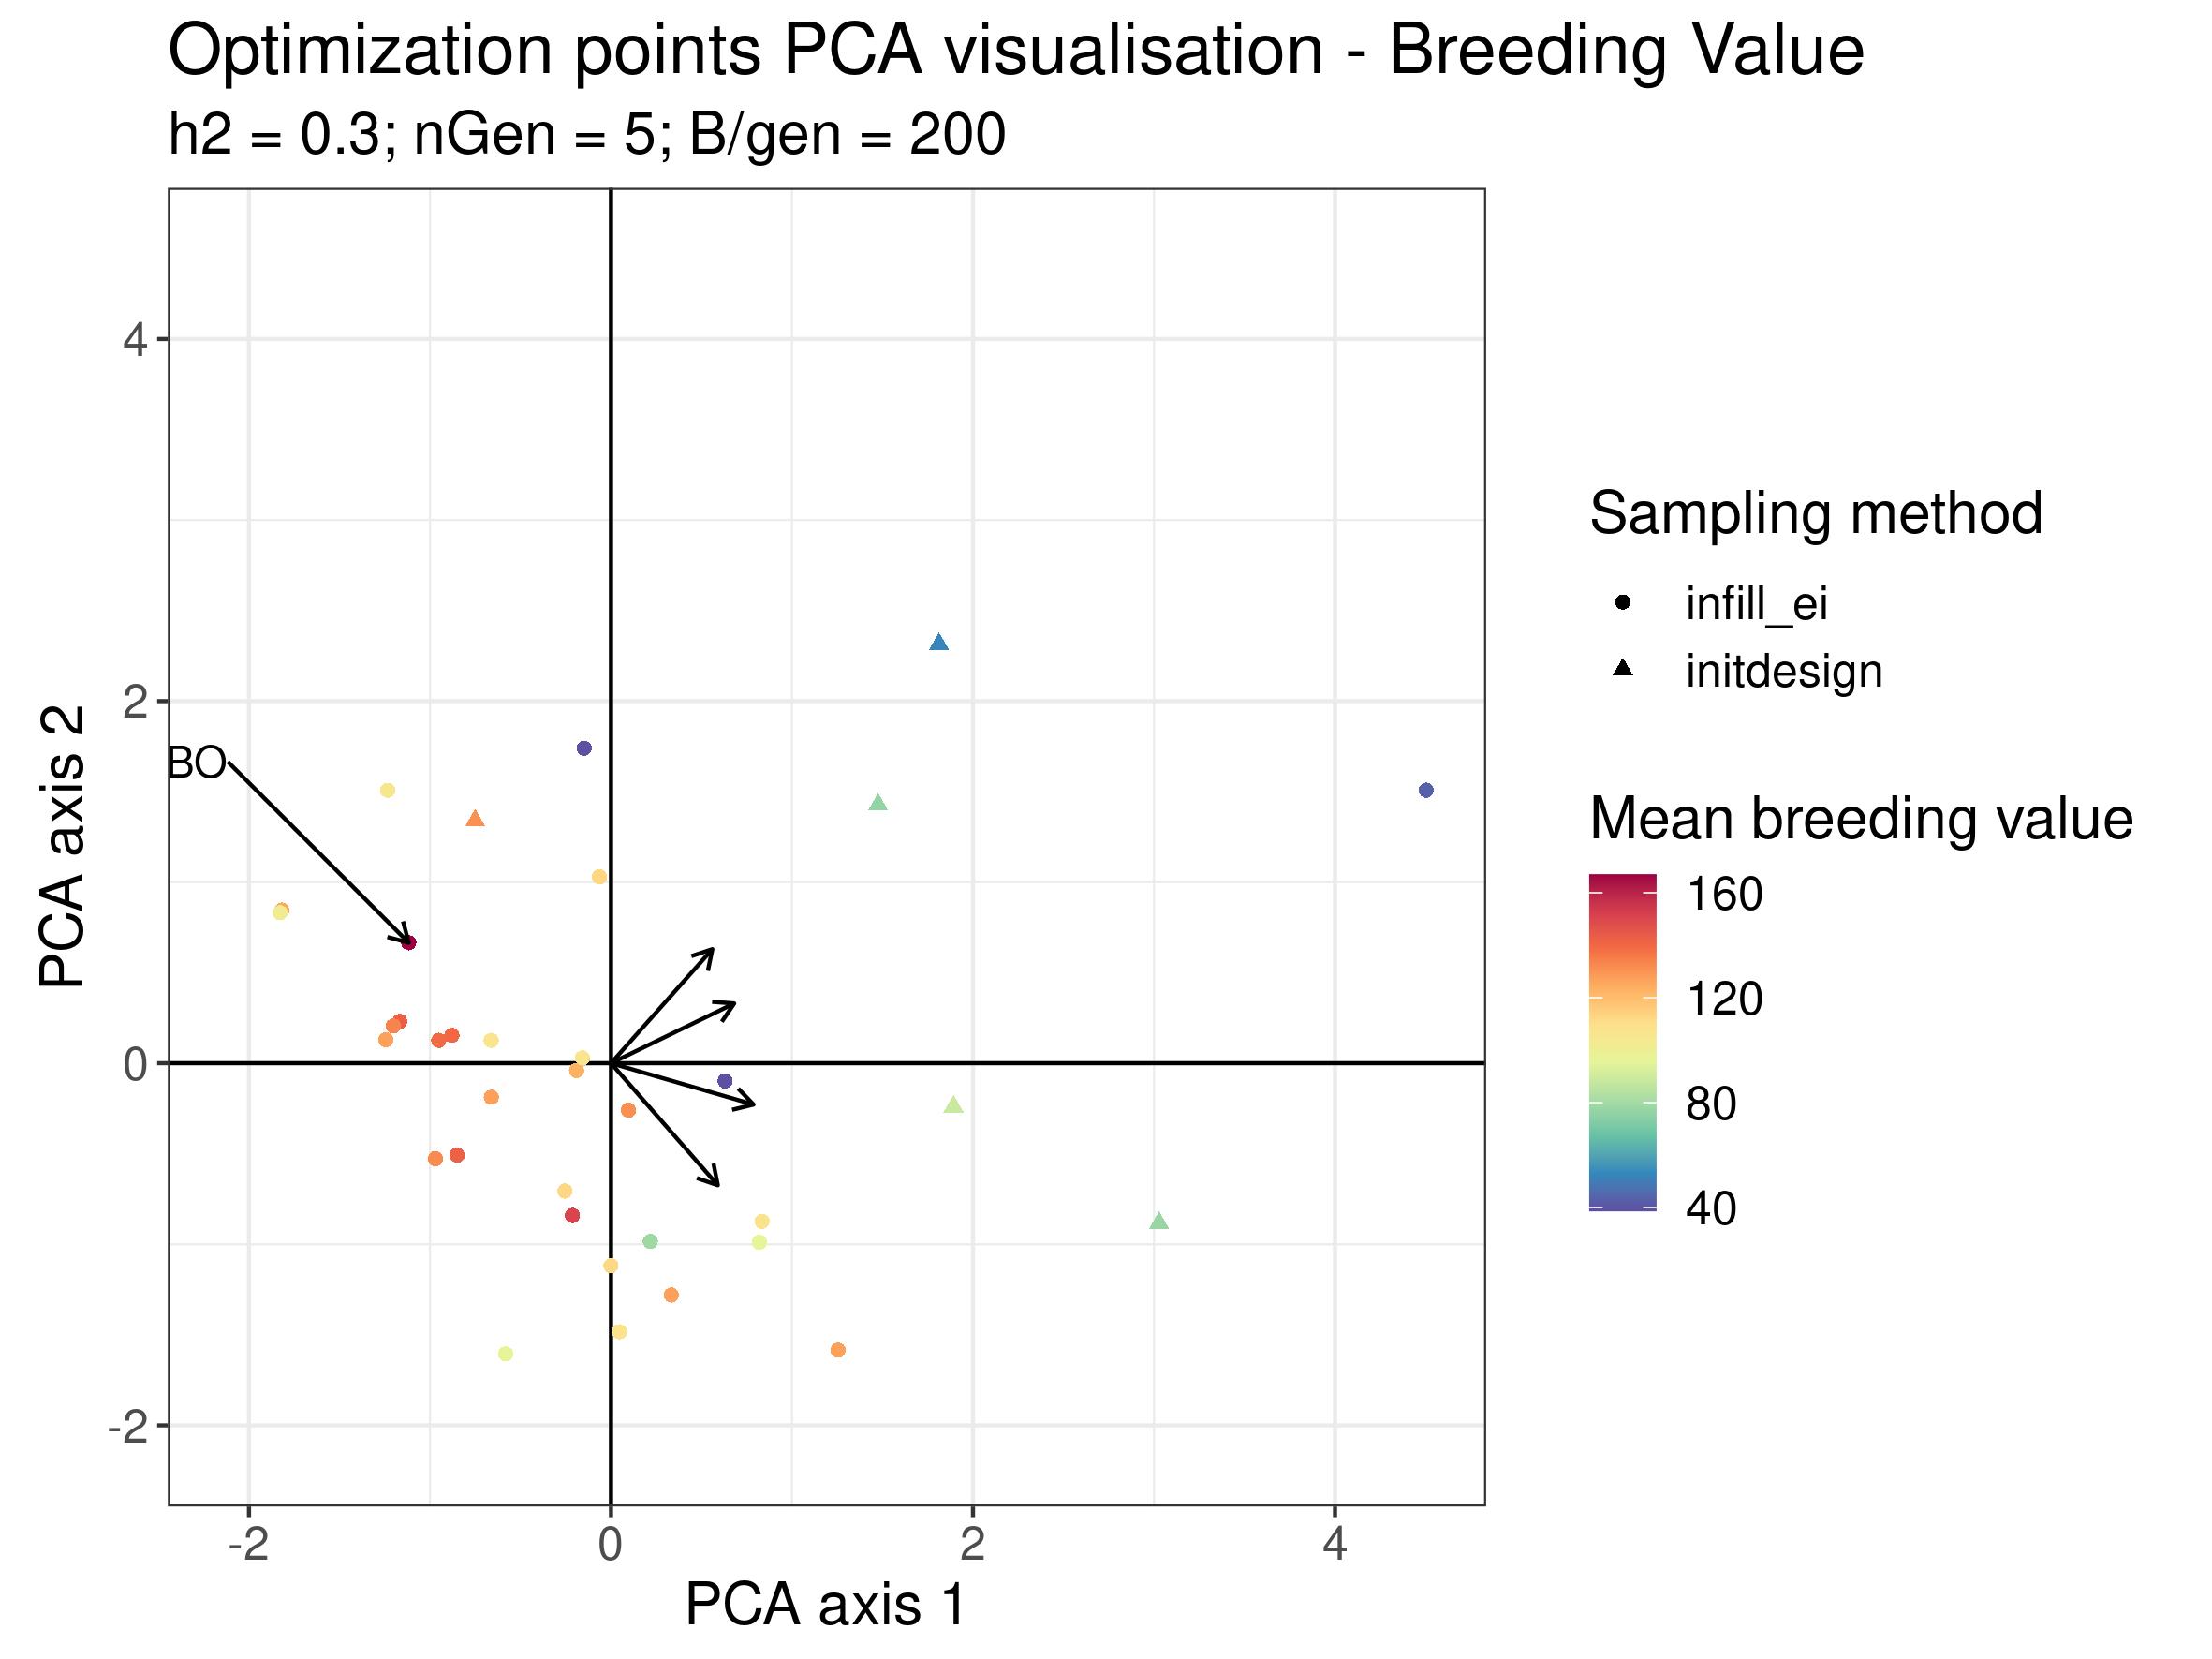 Optimization points PCA visualisation - Breeding Value
h2 = 0.3; nGen = 5; B/gen = 200
4
2
0
-2
PCA axis 2
BO
-2
0
2
4
PCA axis 1
Sampling method
infill_ei
initdesign
Mean breeding value
160
120
80
40